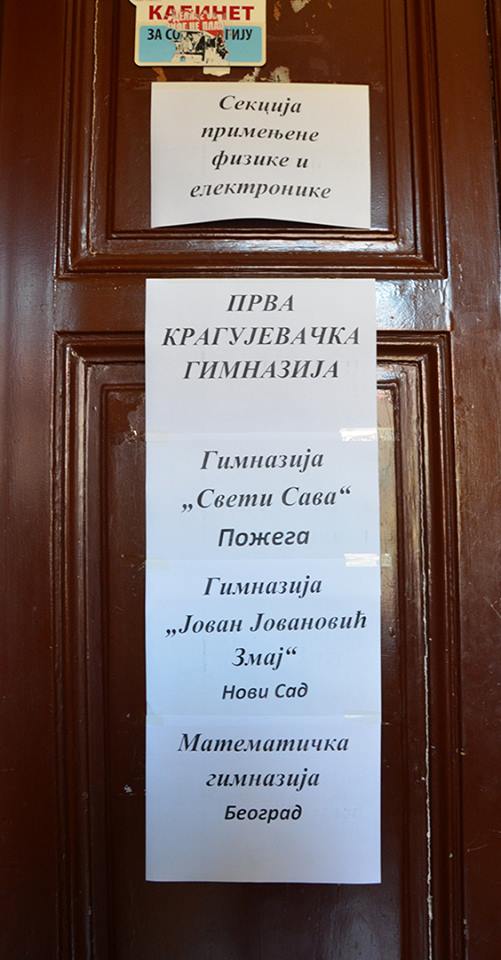 КАБИНЕТ
ЗА
Секција
примењене
физике и
електронике
ПРВА
КРАГУЈЕВАЧКА
ГИМНАЗИЈА
Гимназија
„Свети Сава“
Пожега
Гимназија
„Јован Јовановић
Змај“
Нови Сад
Математичка
гимназија
Београд